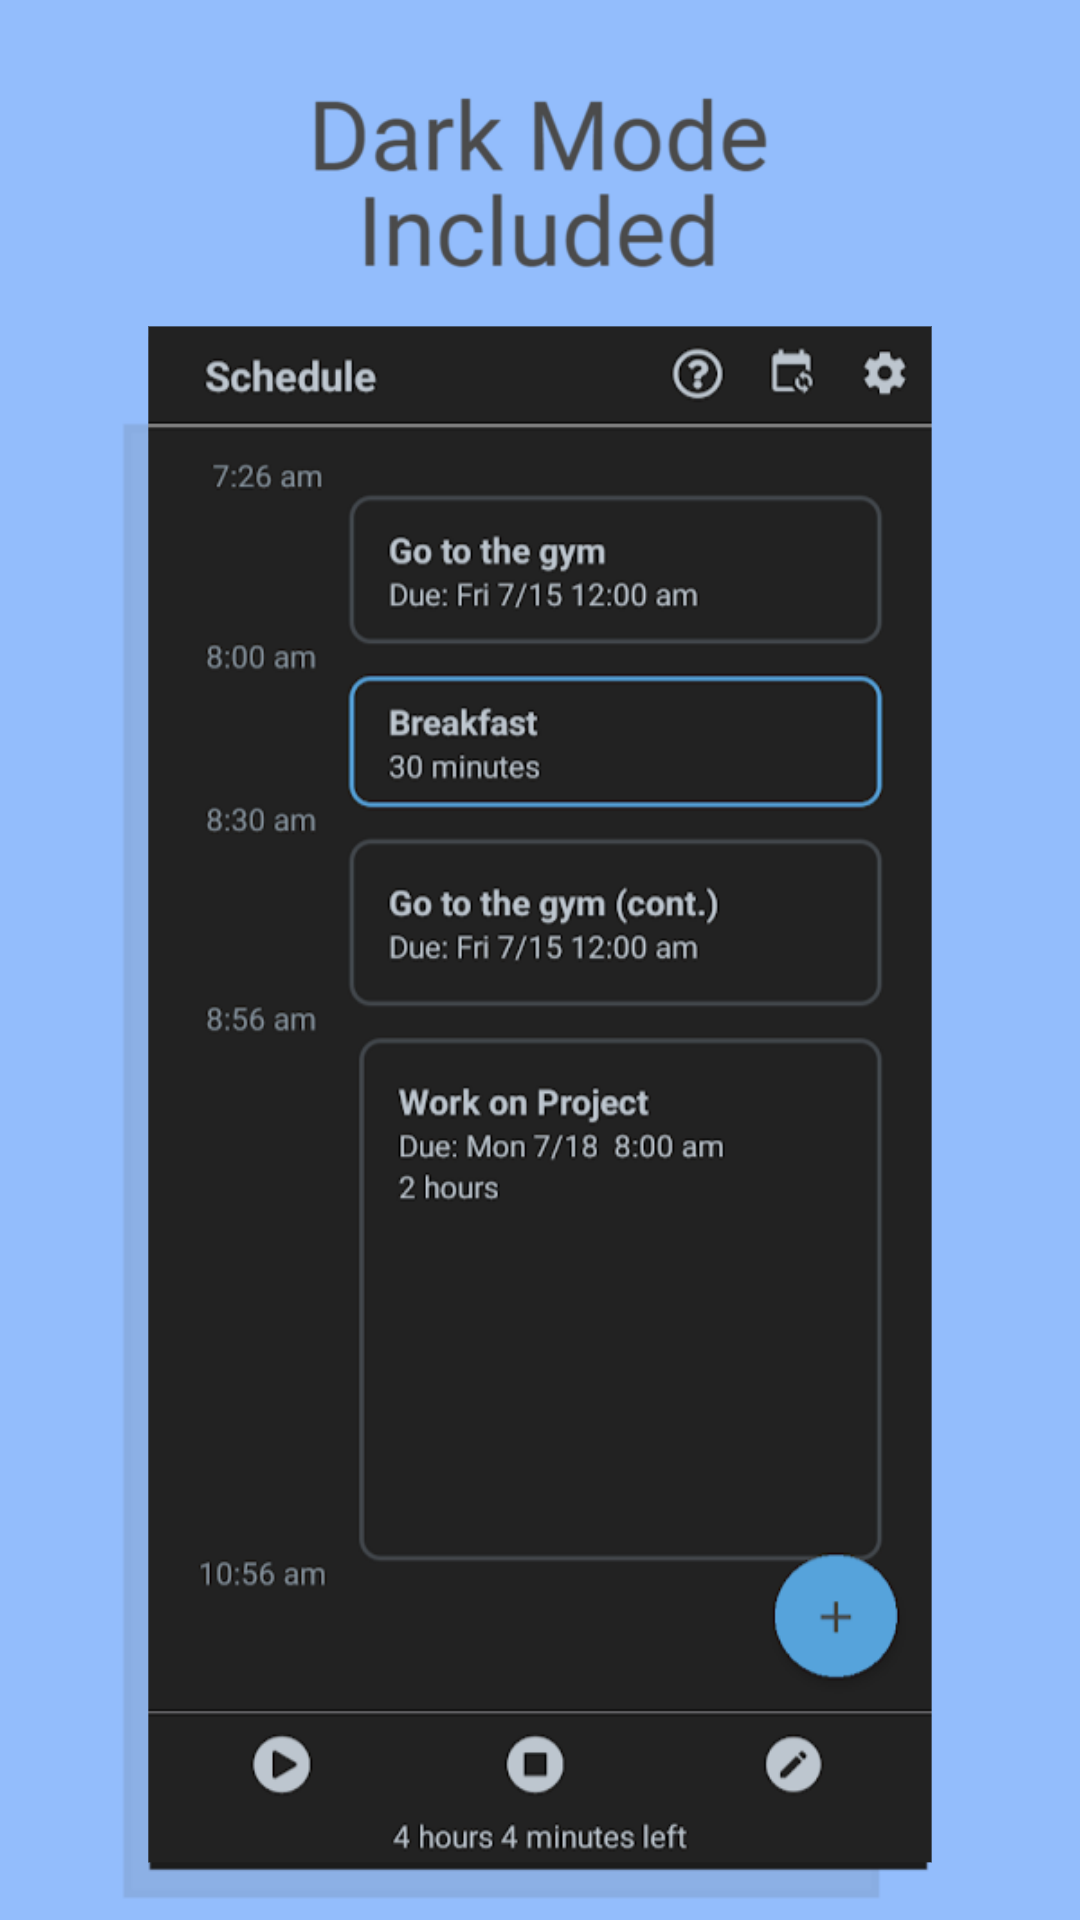 Dark Mode
Included
Schedule
7:26 am
Go to the gym
Due: Fri 7/15 12:00 am
8:00 am
Breakfast
30 minutes
8:30 am
Go to the gym (cont.)
Due: Fri 7/15 12:00 am
8:56 am
Work on Project
Due: Mon 7/18  8:00 am
2 hours
10:56 am
4 hours 4 minutes left